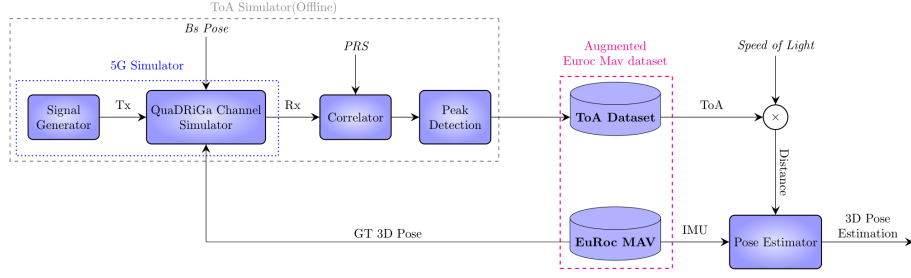 ToA Simulator(Offline)
Bs Pose
PRS
Speed of Light
Augmented
Euroc Mav dataset
5G Simulator
Signal
Generator
Tx
QuaDRiGa Channel
Simulator
Rx
Correlator
Peak
Detection
ToA Dataset
ToA
×
Distance
GT 3D Pose
EuRoc MAV
IMU
Pose Estimator
3D Pose
Estimation